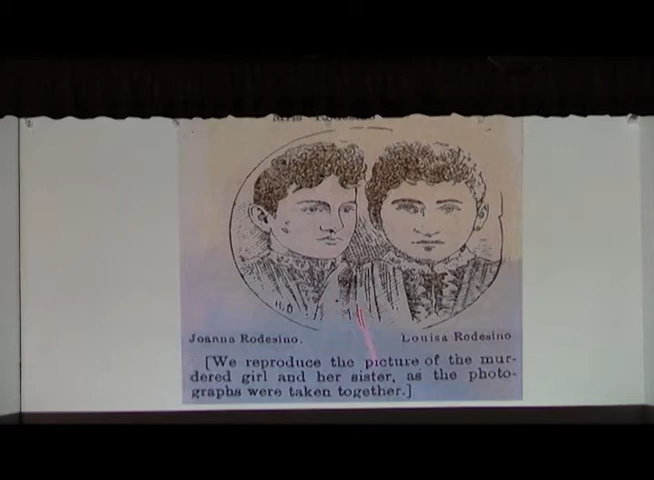 Joanna Rodesino.
Louisa Rodesino
[We reproduce the picture of the mur-
dered girl and her sister, as the photo-
graphs were taken together.]